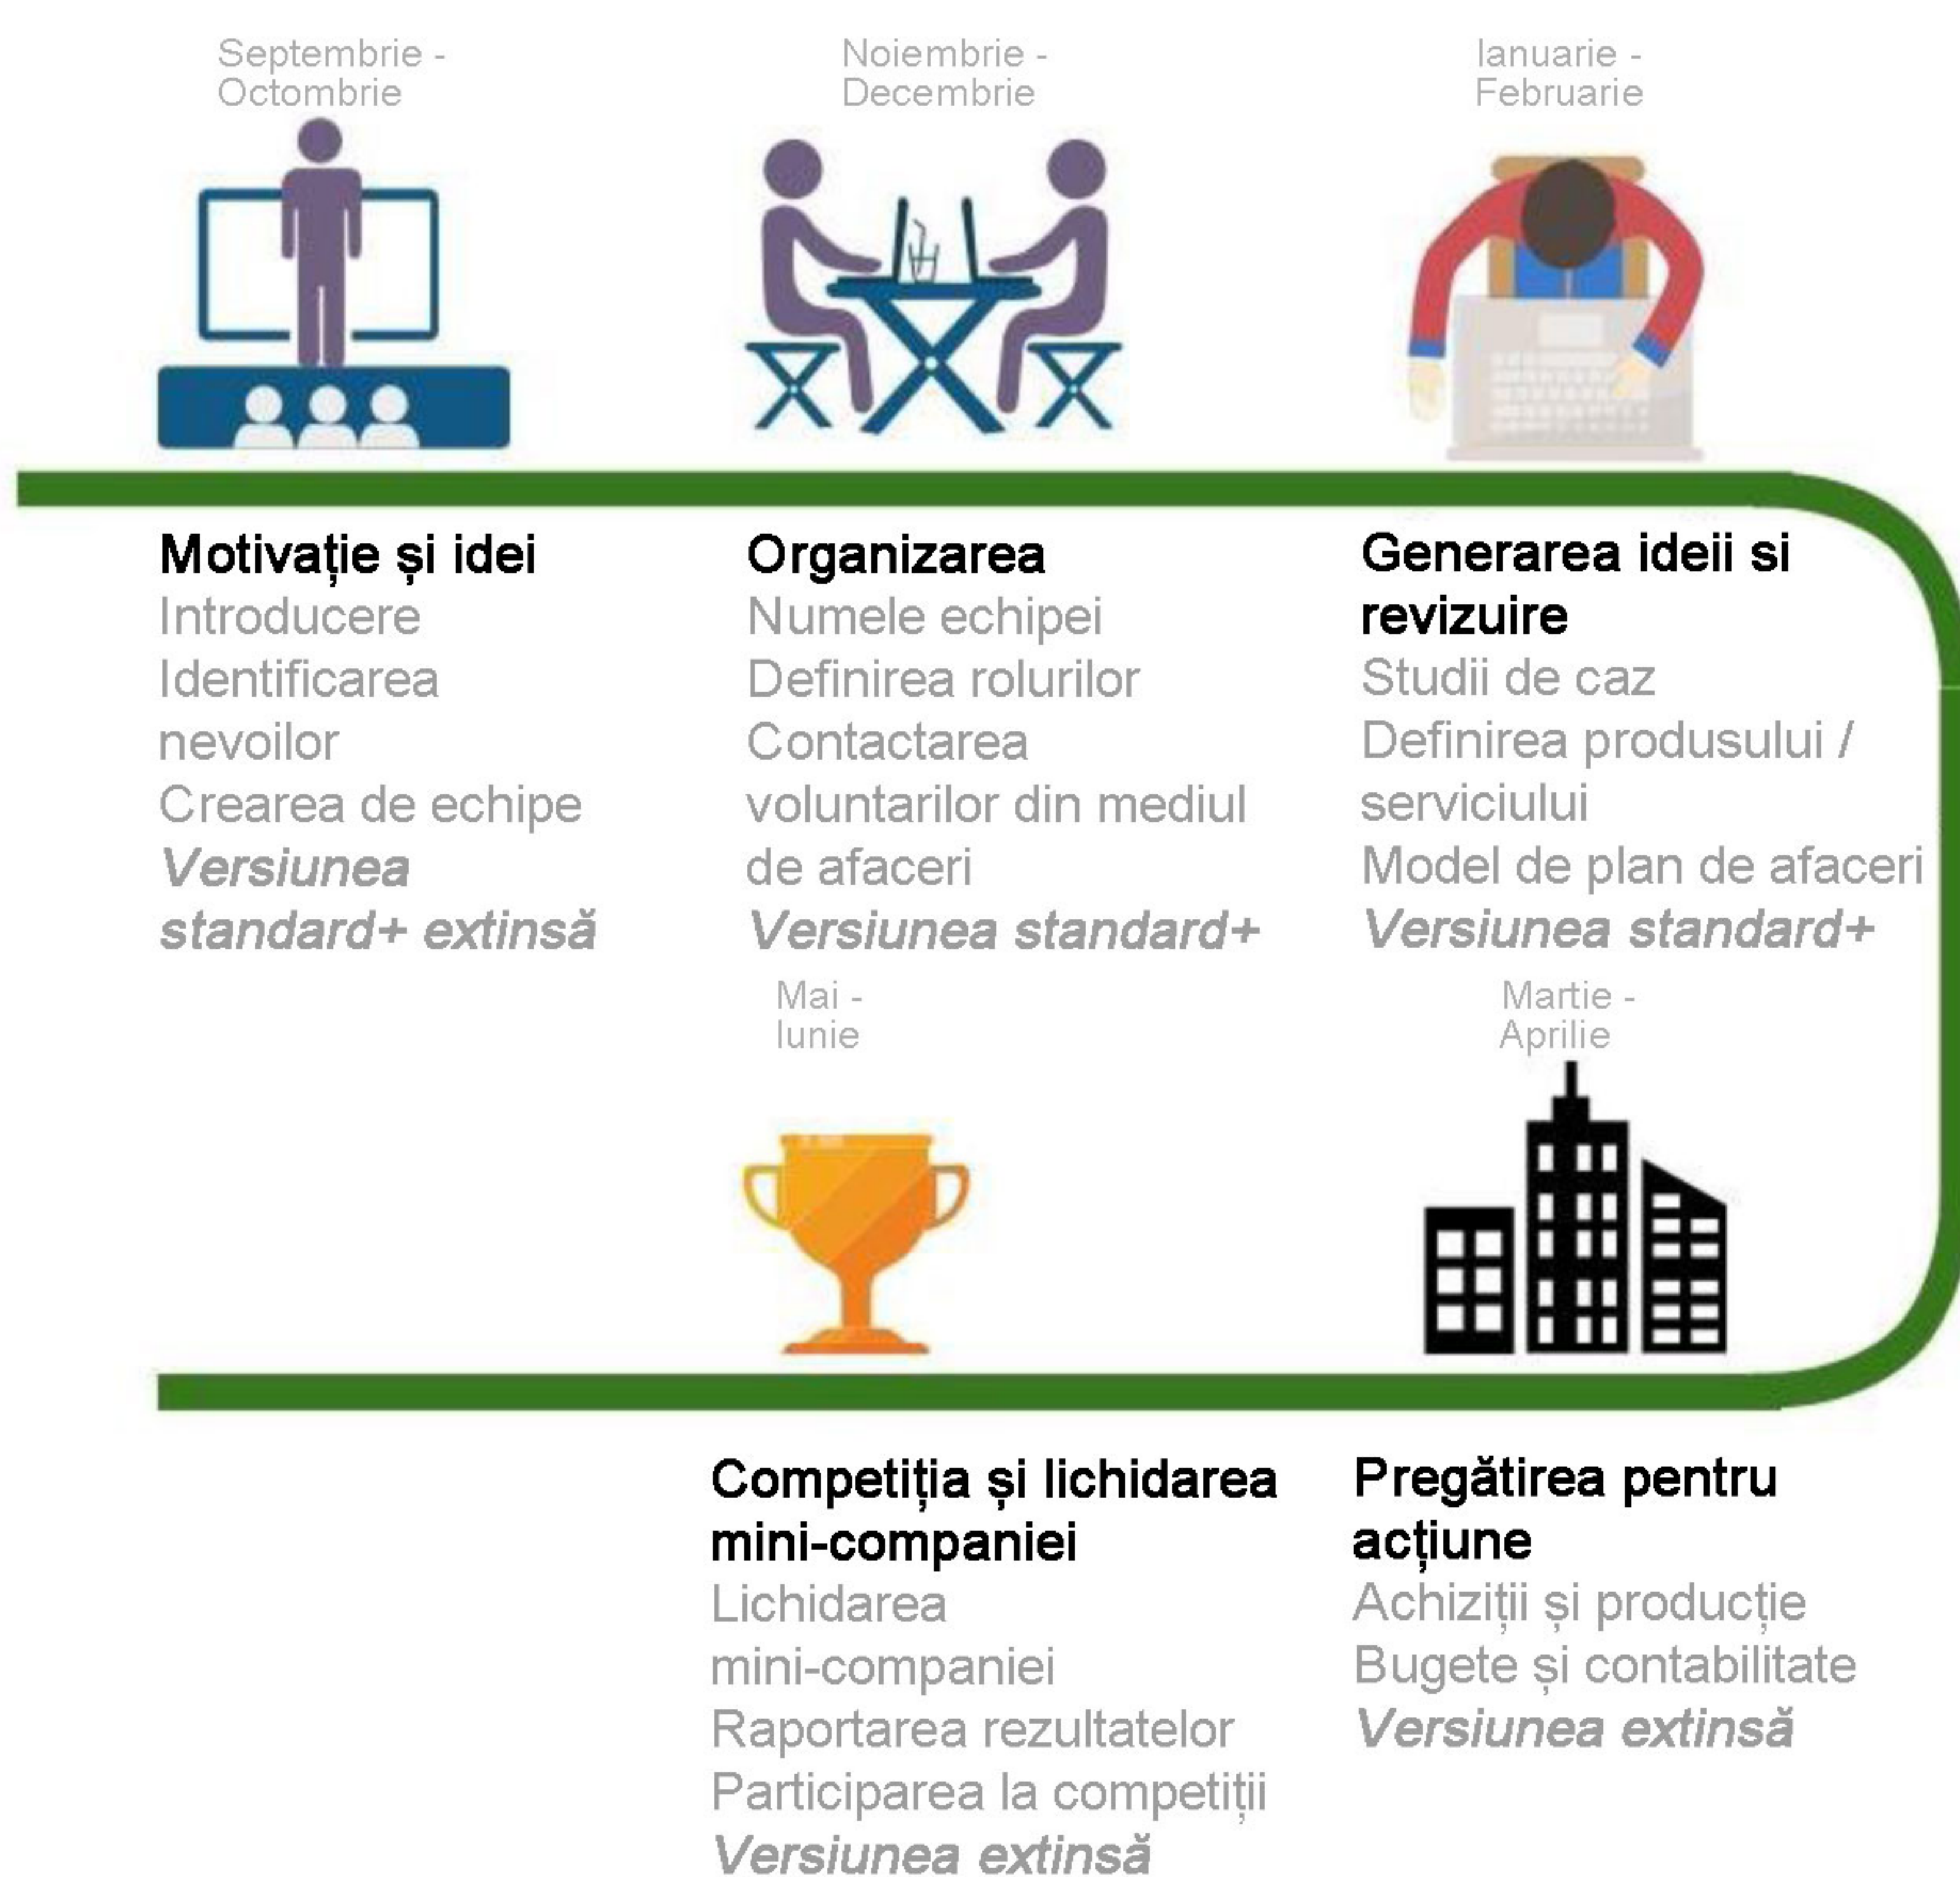 Septembrie -
Octombrie
Noiembrie -
Decembrie
Ianuarie -
Februarie
Motivație și idei
Introducere
Identificarea
nevoilor
Crearea de echipe
Versiunea
standard+ extinsă
Organizarea
Numele echipei
Definirea rolurilor
Contactarea
voluntarilor din mediul
de afaceri
Versiunea standard+
Generarea ideii si
revizuire
Studii de caz
Definirea produsului /
serviciului
Model de plan de afaceri
Versiunea standard+
Martie -
Aprilie
Pregătirea pentru
acțiune
Achiziții și producție
Bugete și contabilitate
Versiunea extinsă
Mai -
Iunie
Competiția și lichidarea
mini-companiei
Lichidarea
mini-companiei
Raportarea rezultatelor
Participarea la competiții
Versiunea extinsă